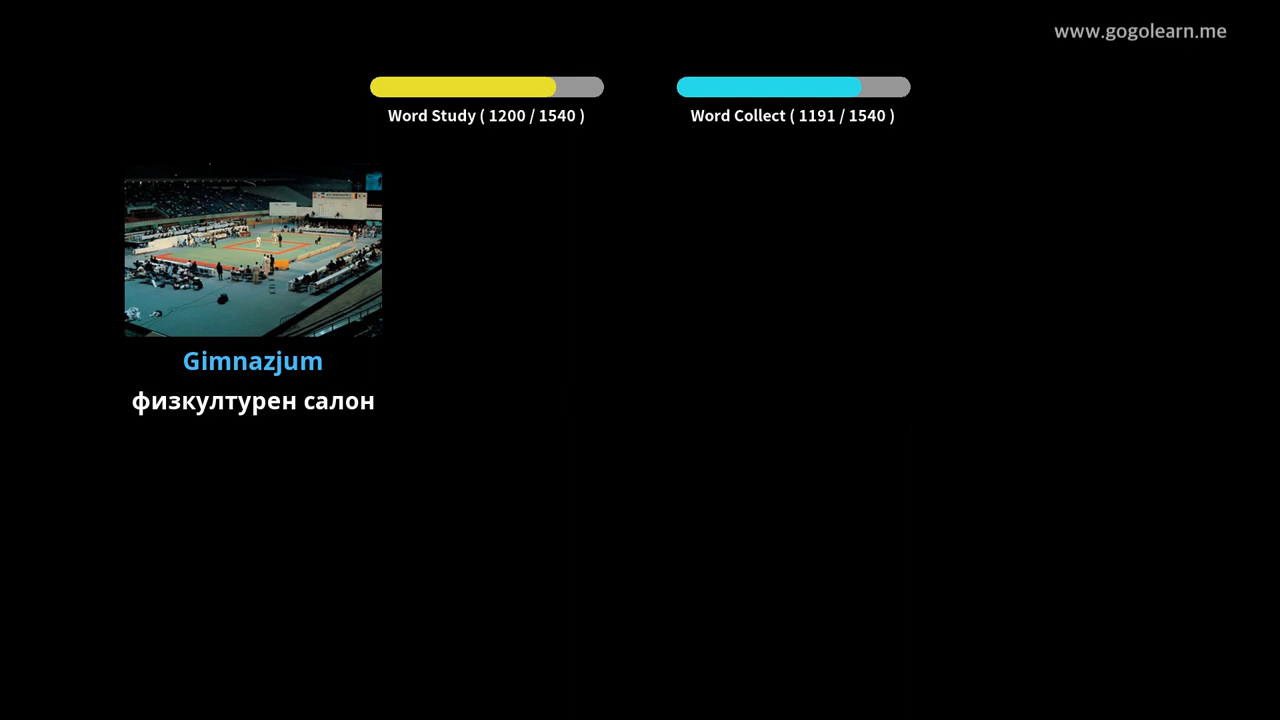 www.gogolearn.me
Word Study ( 1200 / 1540 )
Word Collect ( 1191 / 1540 )
Gimnazjum
физкултурен салон